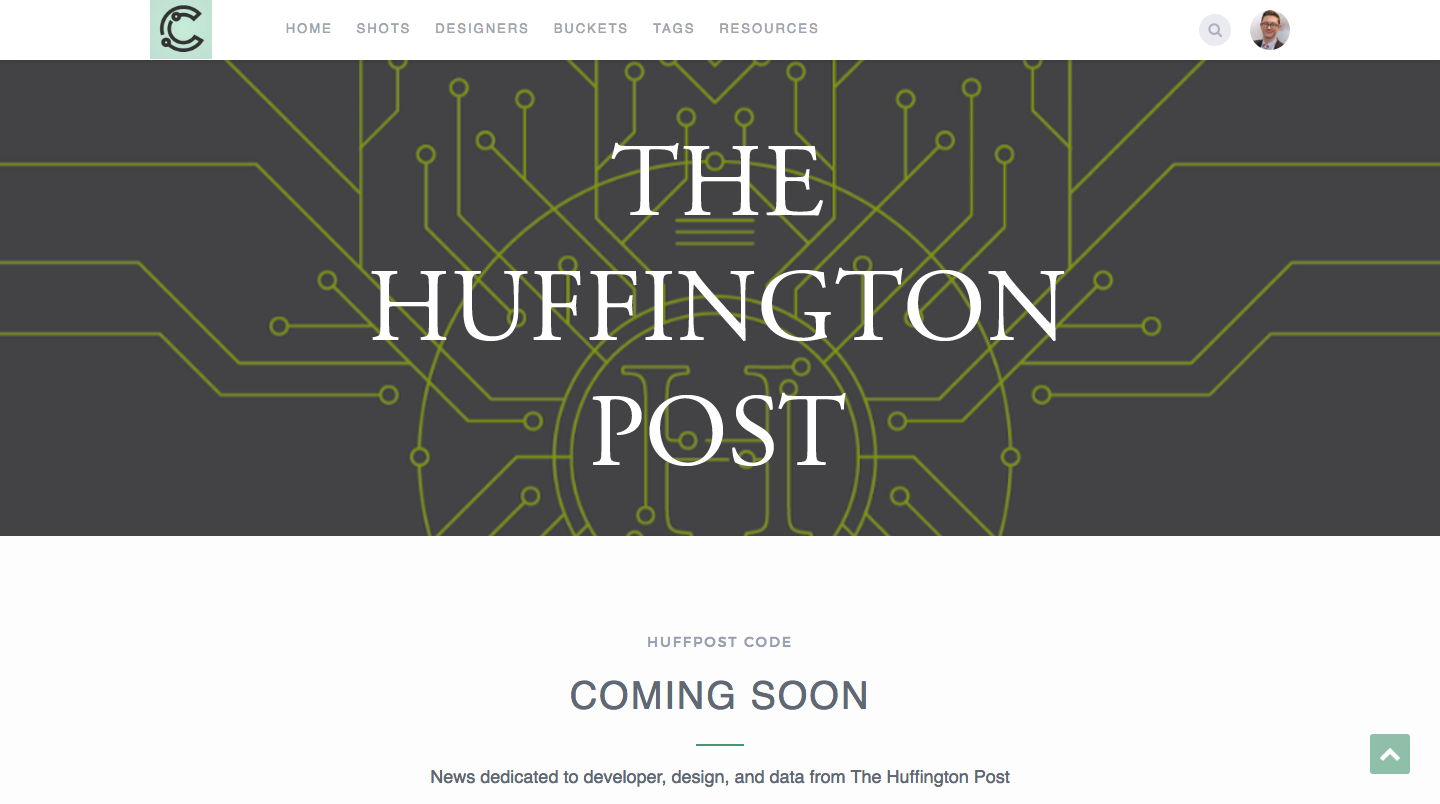 HOME SHOTS DESIGNERS BUCKETS TAGS RESOURCES
THE
HUFFINGTON
POST
HUFFPOST CODE
COMING SOON
News dedicated to developer, design, and data from The Huffington Post